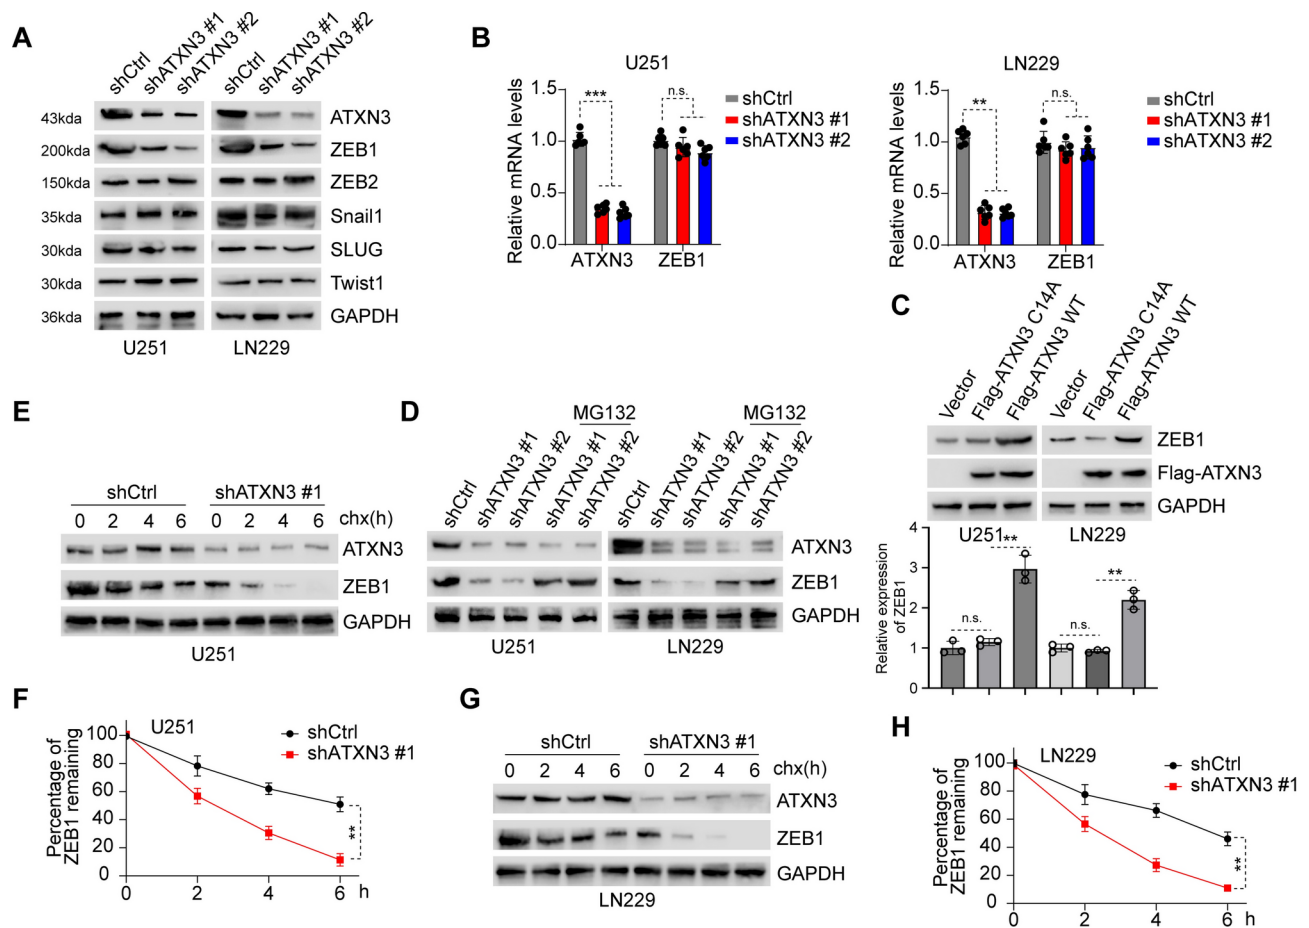 A
shCtrl
shATXN3 #1
shATXN3 #2
shCtrl
shATXN3 #1
shATXN3 #2
43kda
ATXN3
200kda
ZEB1
150kda
ZEB2
35kda
Snail1
30kda
SLUG
30kda
Twist1
36kda
GAPDH
U251
LN229
B
U251
Relative mRNA levels
1.5
1.0
0.5
0.0
***
n.s.
ATXN3
ZEB1
shCtrl
shATXN3 #1
shATXN3 #2
LN229
Relative mRNA levels
1.5
1.0
0.5
0.0
**
n.s.
ATXN3
ZEB1
shCtrl
shATXN3 #1
shATXN3 #2
C
Vector
Flag-ATXN3 C14A
Flag-ATXN3 WT
Vector
Flag-ATXN3 C14A
Flag-ATXN3 WT
ZEB1
Flag-ATXN3
GAPDH
U251
LN229
Relative expression
of ZEB1
4
3
2
1
0
n.s.
**
n.s.
**
E
shCtrl
shATXN3 #1
0 2 4 6 0 2 4 6 chx(h)
ATXN3
ZEB1
GAPDH
U251
D
MG132
MG132
shCtrl
shATXN3 #1
shATXN3 #2
shATXN3 #1
shATXN3 #2
shCtrl
shATXN3 #1
shATXN3 #2
shATXN3 #1
shATXN3 #2
ATXN3
ZEB1
GAPDH
U251
LN229
F
U251
Percentage of
ZEB1 remaining
100
80
60
40
20
0
0 2 4 6 h
shCtrl
shATXN3 #1
**
G
shCtrl
shATXN3 #1
0 2 4 6 0 2 4 6 chx(h)
ATXN3
ZEB1
GAPDH
LN229
H
LN229
Percentage of
ZEB1 remaining
100
80
60
40
20
0
0 2 4 6 h
shCtrl
shATXN3 #1
**